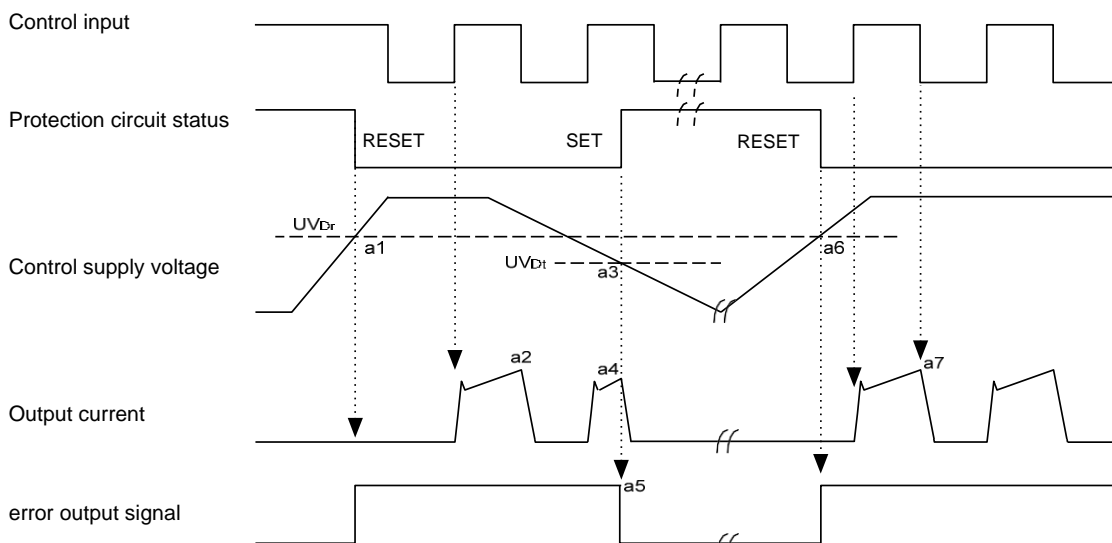 Control input
Protection circuit status
RESET
SET
RESET
UVDr
a1
a6
Control supply voltage
UVDt
a3
a2
a4
a7
Output current
a5
error output signal